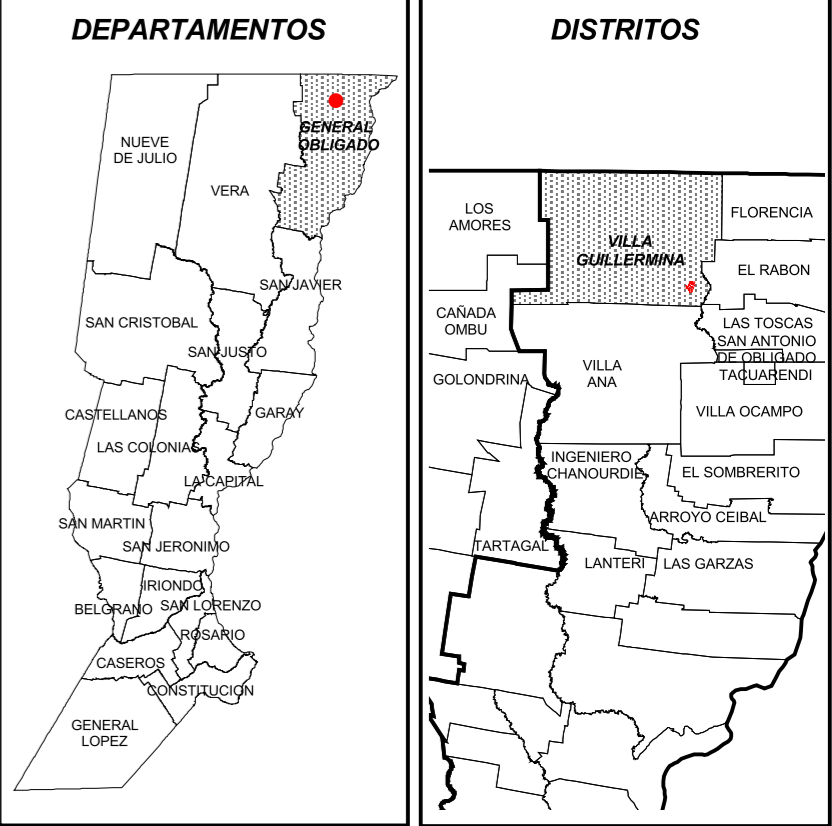 DEPARTAMENTOS
NUEVE
DE JULIO
VERA
GENERAL
OBLIGADO
SAN JAVIER
SAN CRISTOBAL
SAN JUSTO
CASTELLANOS
GARAY
LAS COLONIAS
LA CAPITAL
SAN MARTIN
SAN JERONIMO
IRIONDO
BELGRANO
SAN LORENZO
ROSARIO
CASEROS
CONSTITUCION
GENERAL
LOPEZ
DISTRITOS
LOS
AMORES
FLORENCIA
VILLA
GUILLERMINA
EL RABON
CAÑADA
OMBU
LAS TOSCAS
SAN ANTONIO
DE OBLIGADO
TACUARENDI
GOLONDRINA
VILLA
ANA
VILLA OCAMPO
INGENIERO
CHANOURDIE
EL SOMBRERITO
ARROYO CEIBAL
TARTAGAL
LANTERI
LAS GARZAS